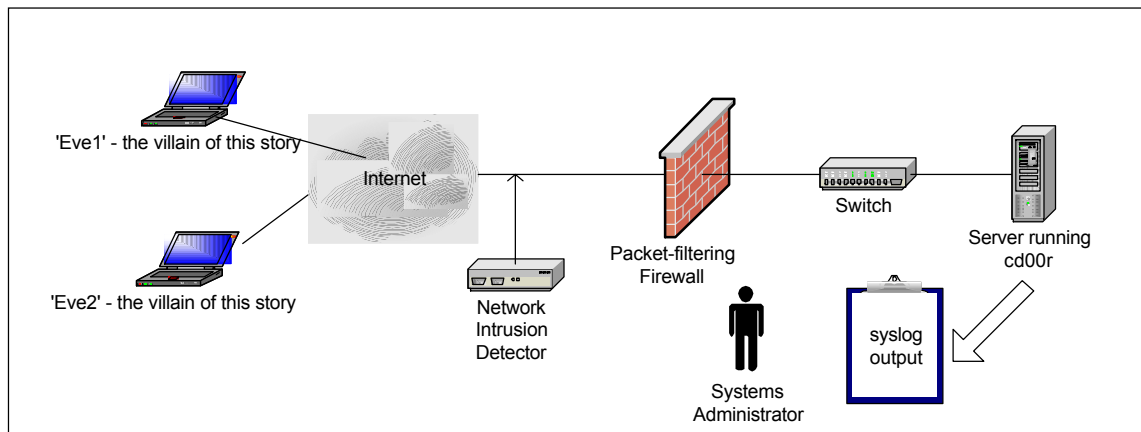 'Eve1' - the villain of this story
Internet
'Eve2' - the villain of this story
Network
Intrusion
Detector
Packet-filtering
Firewall
Systems
Administrator
Switch
Server running
cd00r
syslog
output